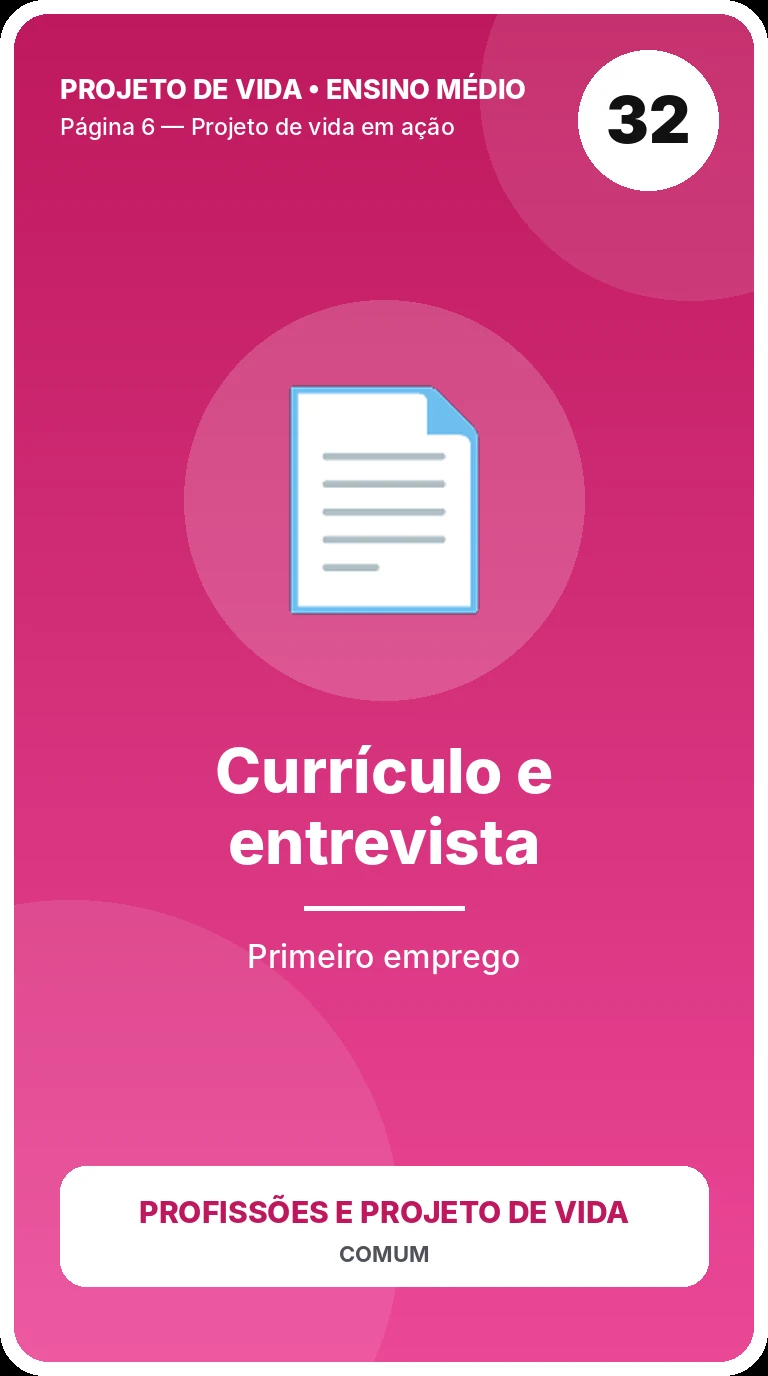 PROJETO DE VIDA • ENSINO MÉDIO
Página 6 — Projeto de vida em ação
32
Currículo e
entrevista
Primeiro emprego
PROFISSÕES E PROJETO DE VIDA
COMUM